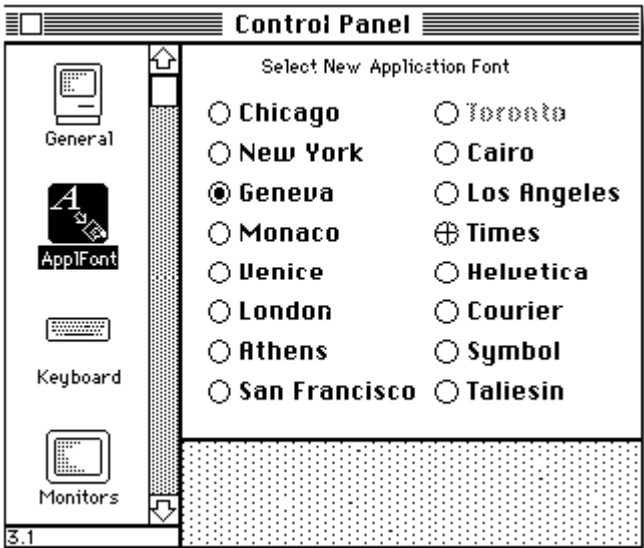 Control Panel
General
ApplFont
Keyboard
Monitors
3.1
Select New Application Font
Chicago
Toronto
New York
Cairo
Geneva
Los Angeles
Monaco
Times
Venice
Helvetica
London
Courier
Athens
Symbol
San Francisco
Taliesin